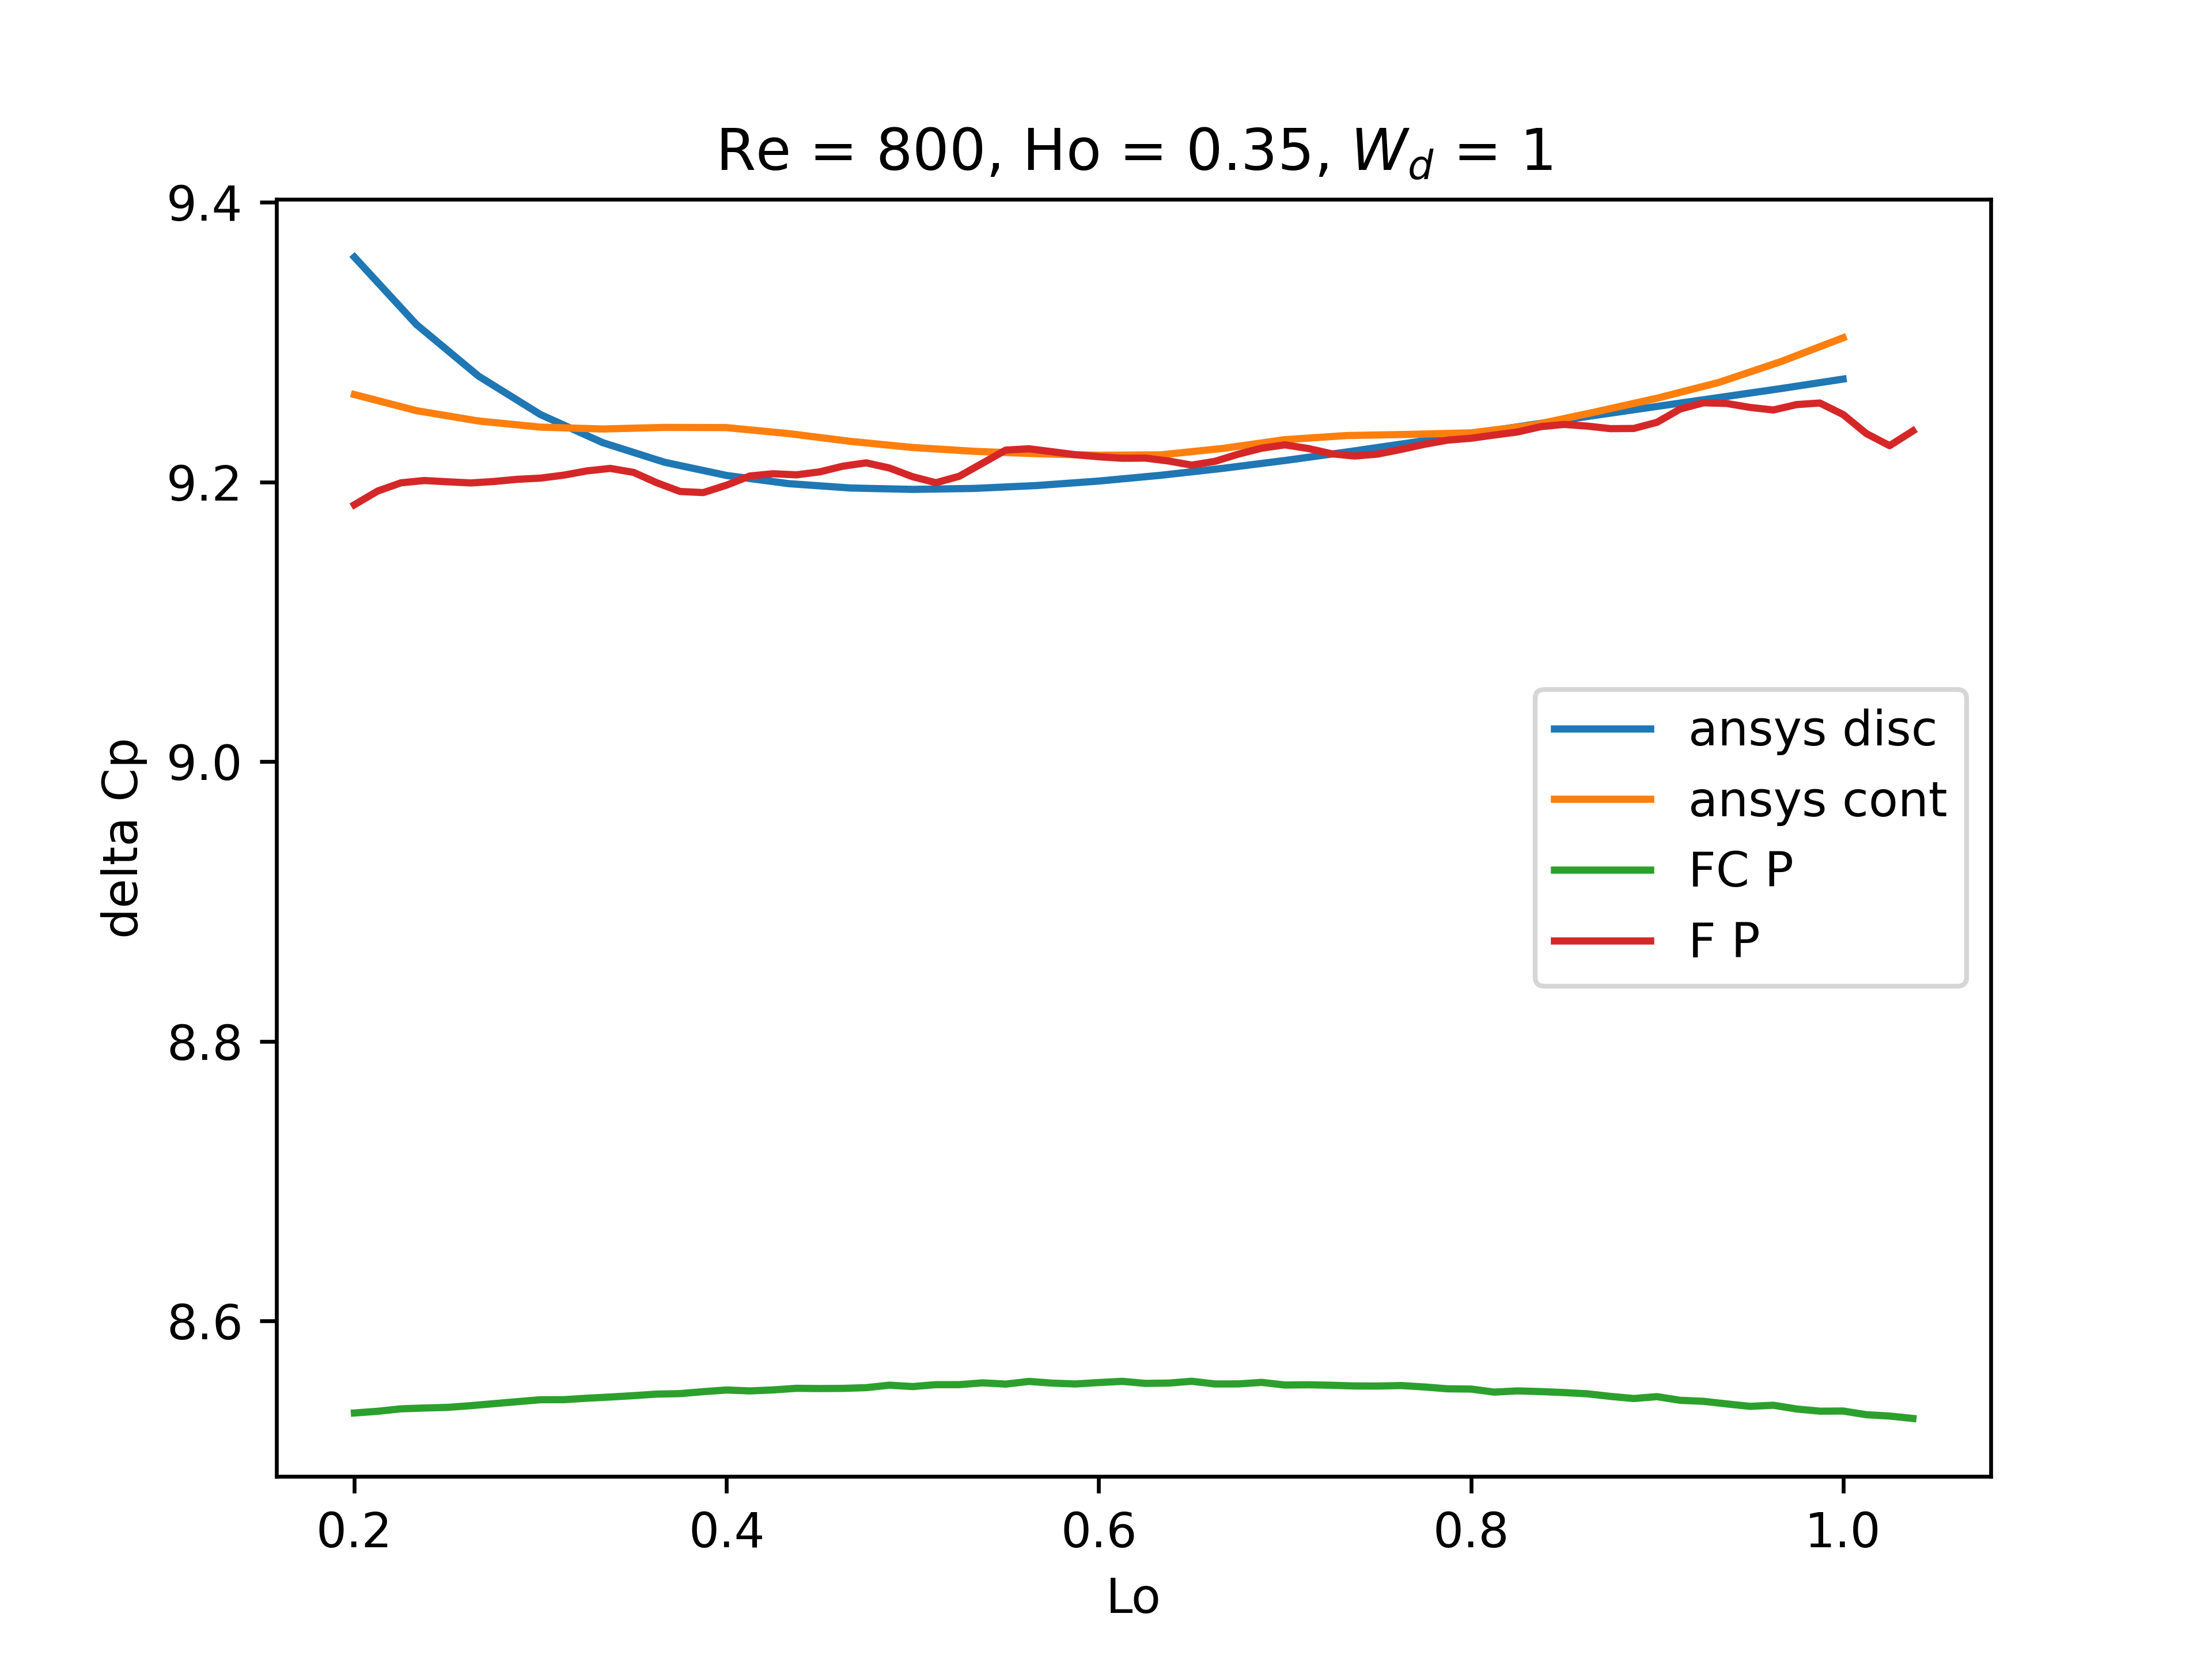 Re = 800, Ho = 0.35, W_d = 1
9.4
9.2
9.0
8.8
8.6
delta Cp
ansys disc
ansys cont
FC P
F P
0.2 0.4 0.6 0.8 1.0
Lo